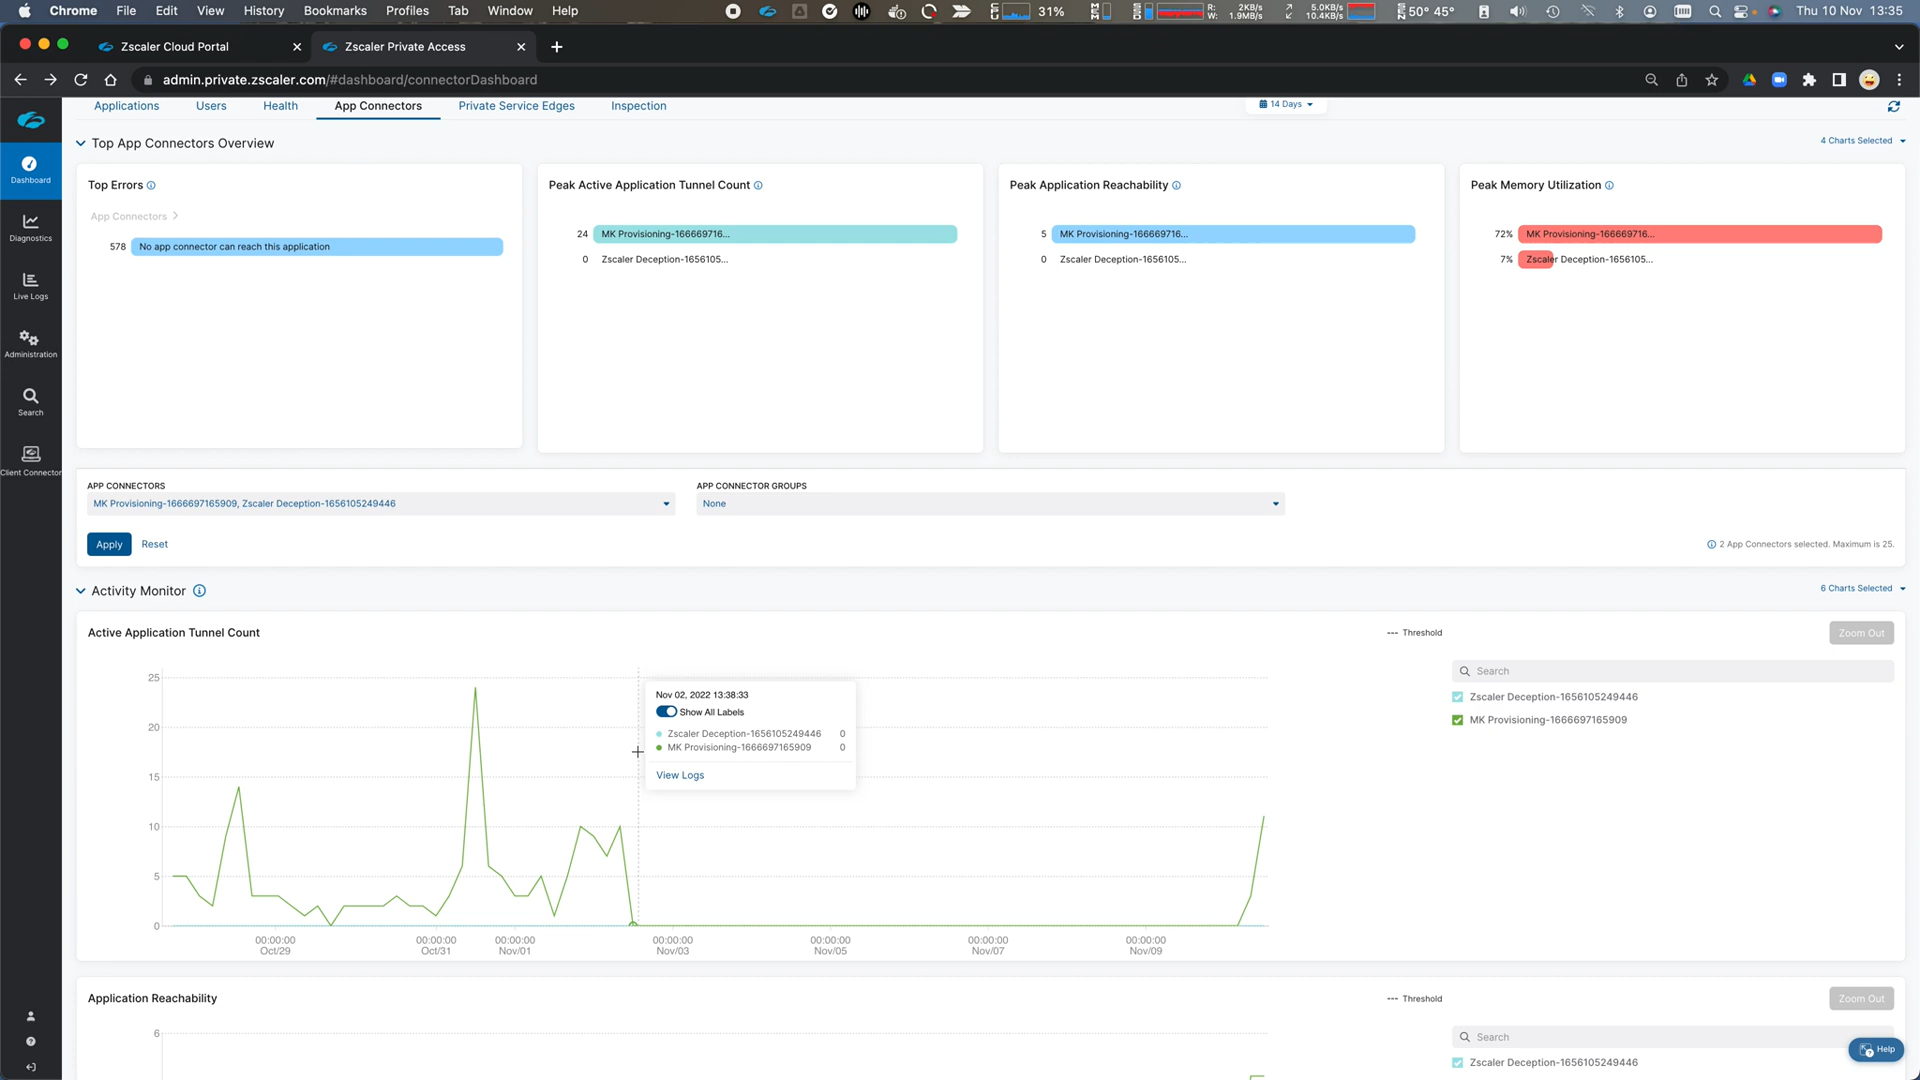 Chrome File Edit View History Bookmarks Profiles Tab Window Help 31% R: 2KB/s W: 1.9MB/s 5.0KB/s 10.4KB/s 50° 45° Thu 10 Nov 13:35
Zscaler Cloud Portal Zscaler Private Access
admin.private.zscaler.com/#dashboard/connectorDashboard
Applications Users Health App Connectors Private Service Edges Inspection 14 Days
Top App Connectors Overview 4 Charts Selected
Dashboard
Diagnostics
Live Logs
Administration
Search
Client Connector
Top Errors
App Connectors
578 No app connector can reach this application
Peak Active Application Tunnel Count
24 MK Provisioning-166669716...
0 Zscaler Deception-1656105...
Peak Application Reachability
5 MK Provisioning-166669716...
0 Zscaler Deception-1656105...
Peak Memory Utilization
72% MK Provisioning-166669716...
7% Zscaler Deception-1656105...
APP CONNECTORS
MK Provisioning-1666697165909, Zscaler Deception-1656105249446
APP CONNECTOR GROUPS
None
Apply Reset
2 App Connectors selected. Maximum is 25.
Activity Monitor 6 Charts Selected
Active Application Tunnel Count
--- Threshold
Zoom Out
Search
Zscaler Deception-1656105249446
MK Provisioning-1666697165909
25
20
15
10
5
0
Nov 02, 2022 13:38:33
Show All Labels
Zscaler Deception-1656105249446 0
MK Provisioning-1666697165909 0
View Logs
00:00:00 00:00:00 00:00:00 00:00:00 00:00:00 00:00:00 00:00:00
Oct/29 Oct/31 Nov/01 Nov/03 Nov/05 Nov/07 Nov/09
Application Reachability
--- Threshold
Zoom Out
Search
Zscaler Deception-1656105249446
6
Help